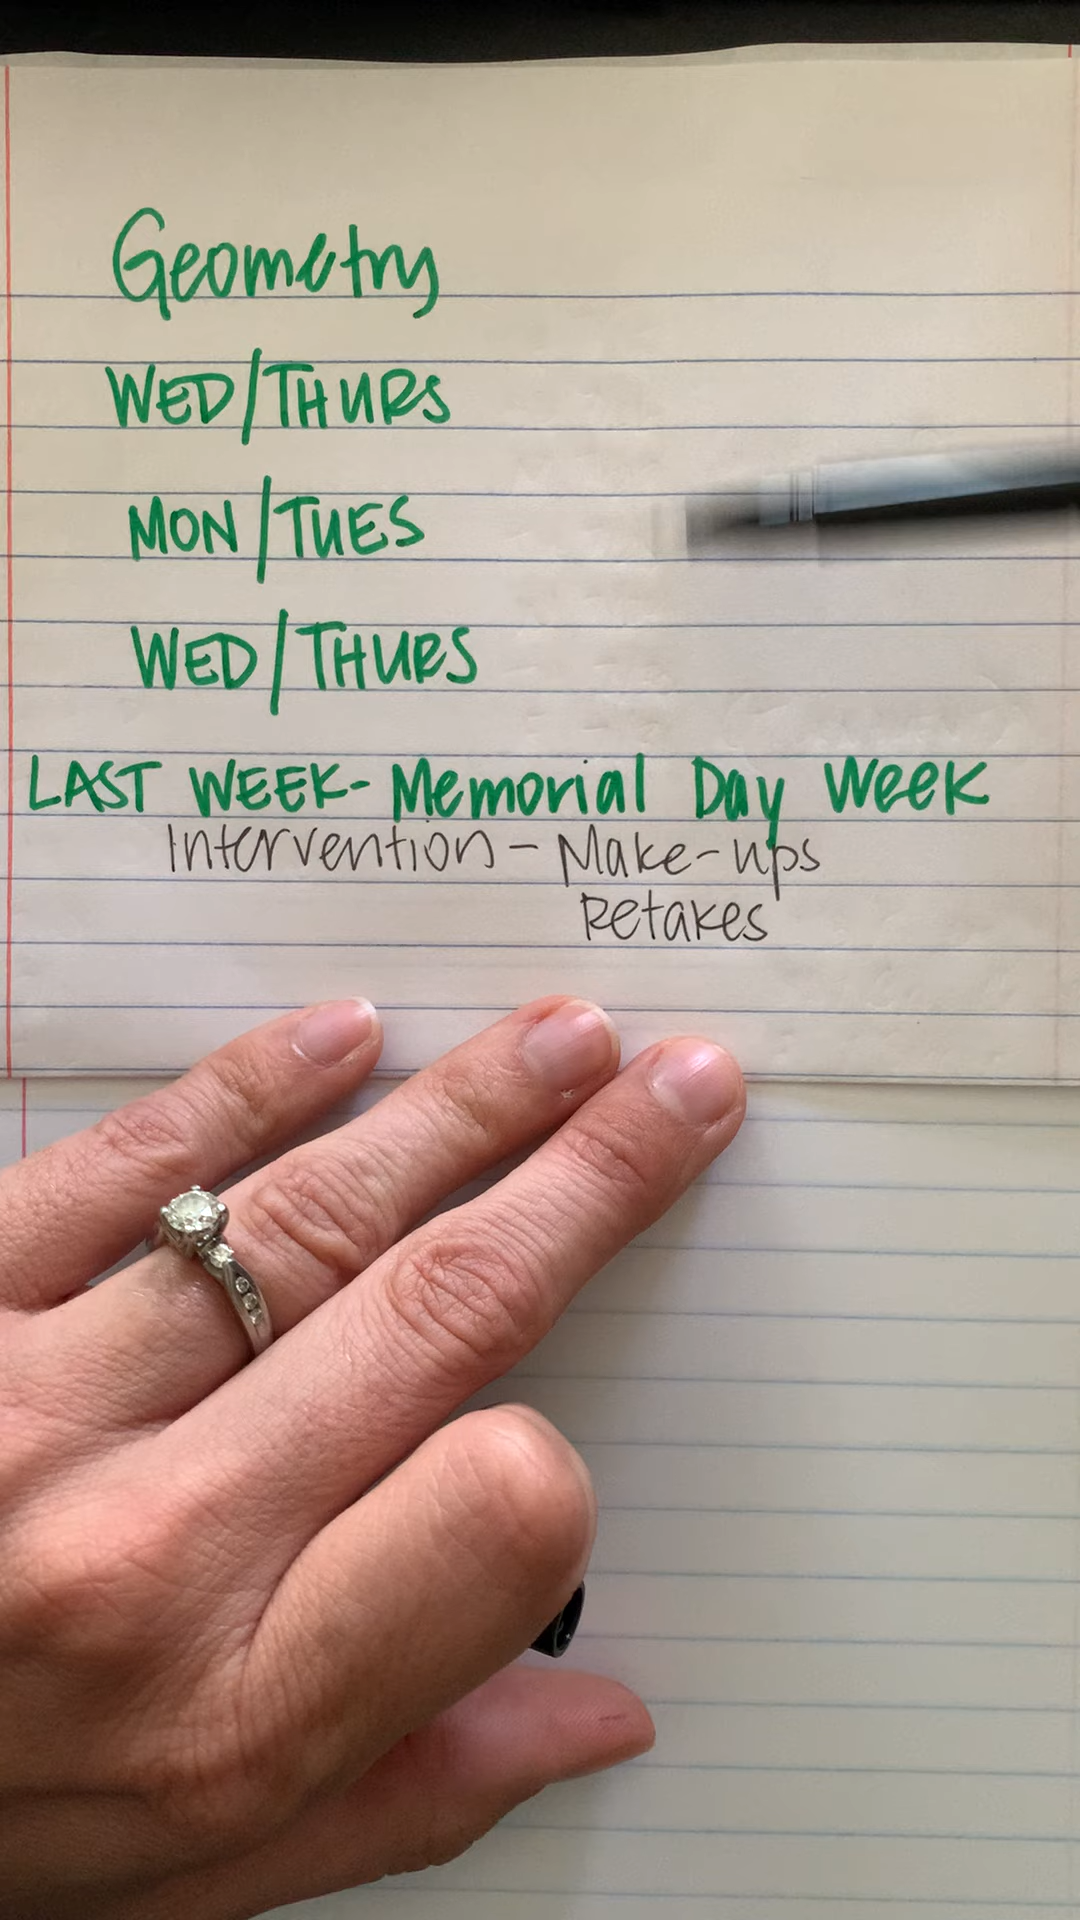 Geometry
WED/THURS
MON/TUES
WED/THURS
LAST WEEK- Memorial Day Week
Intervention - Make-ups
Retakes